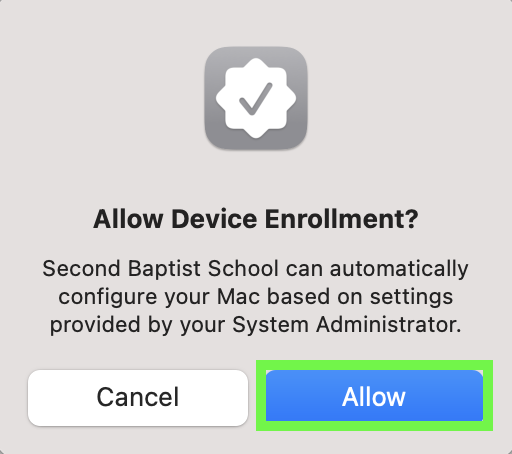 Allow Device Enrollment?
Second Baptist School can automatically
configure your Mac based on settings
provided by your System Administrator.
Cancel
Allow